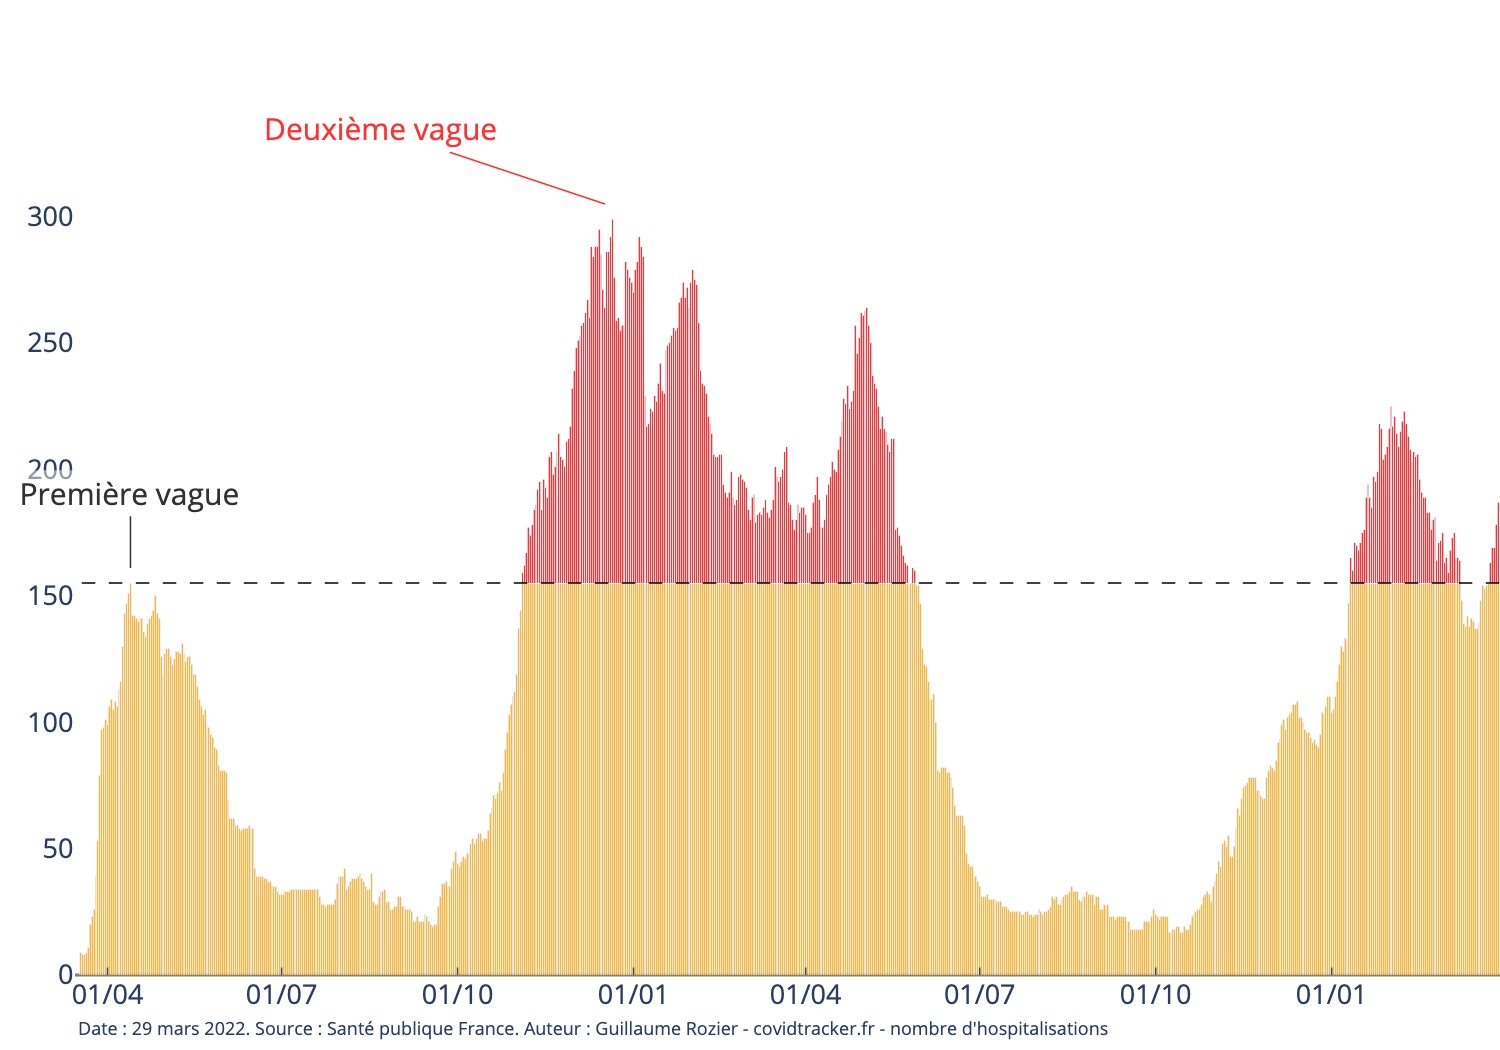 Deuxième vague
300
250
200
Première vague
150
100
50
0
01/04 01/07 01/10 01/01 01/04 01/07 01/10 01/01
Date : 29 mars 2022. Source : Santé publique France. Auteur : Guillaume Rozier - covidtracker.fr - nombre d'hospitalisations